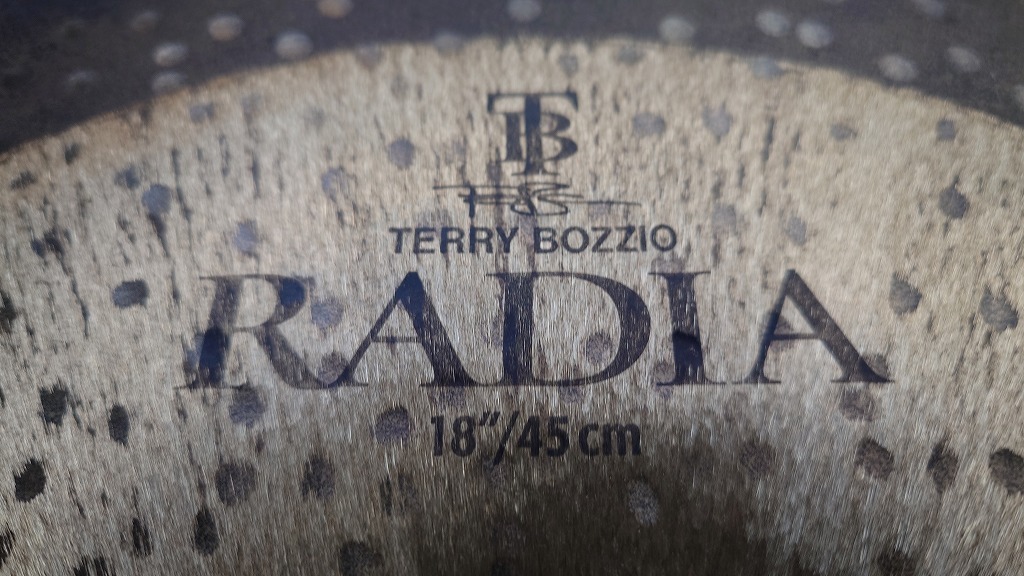 TB
TERRY BOZZIO
RADIA
18"/45 cm